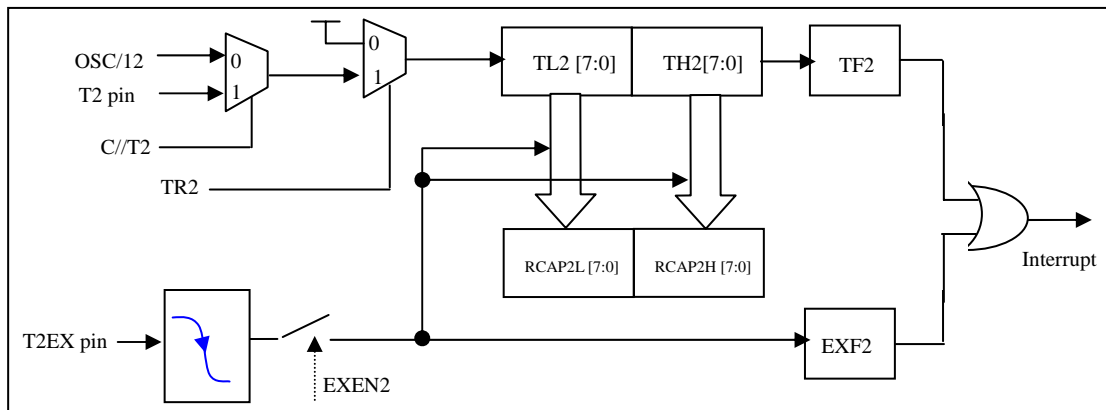 OSC/12
T2 pin
C//T2
0
1
TR2
0
1
TL2 [7:0]
TH2[7:0]
TF2
RCAP2L [7:0]
RCAP2H [7:0]
Interrupt
T2EX pin
EXEN2
EXF2